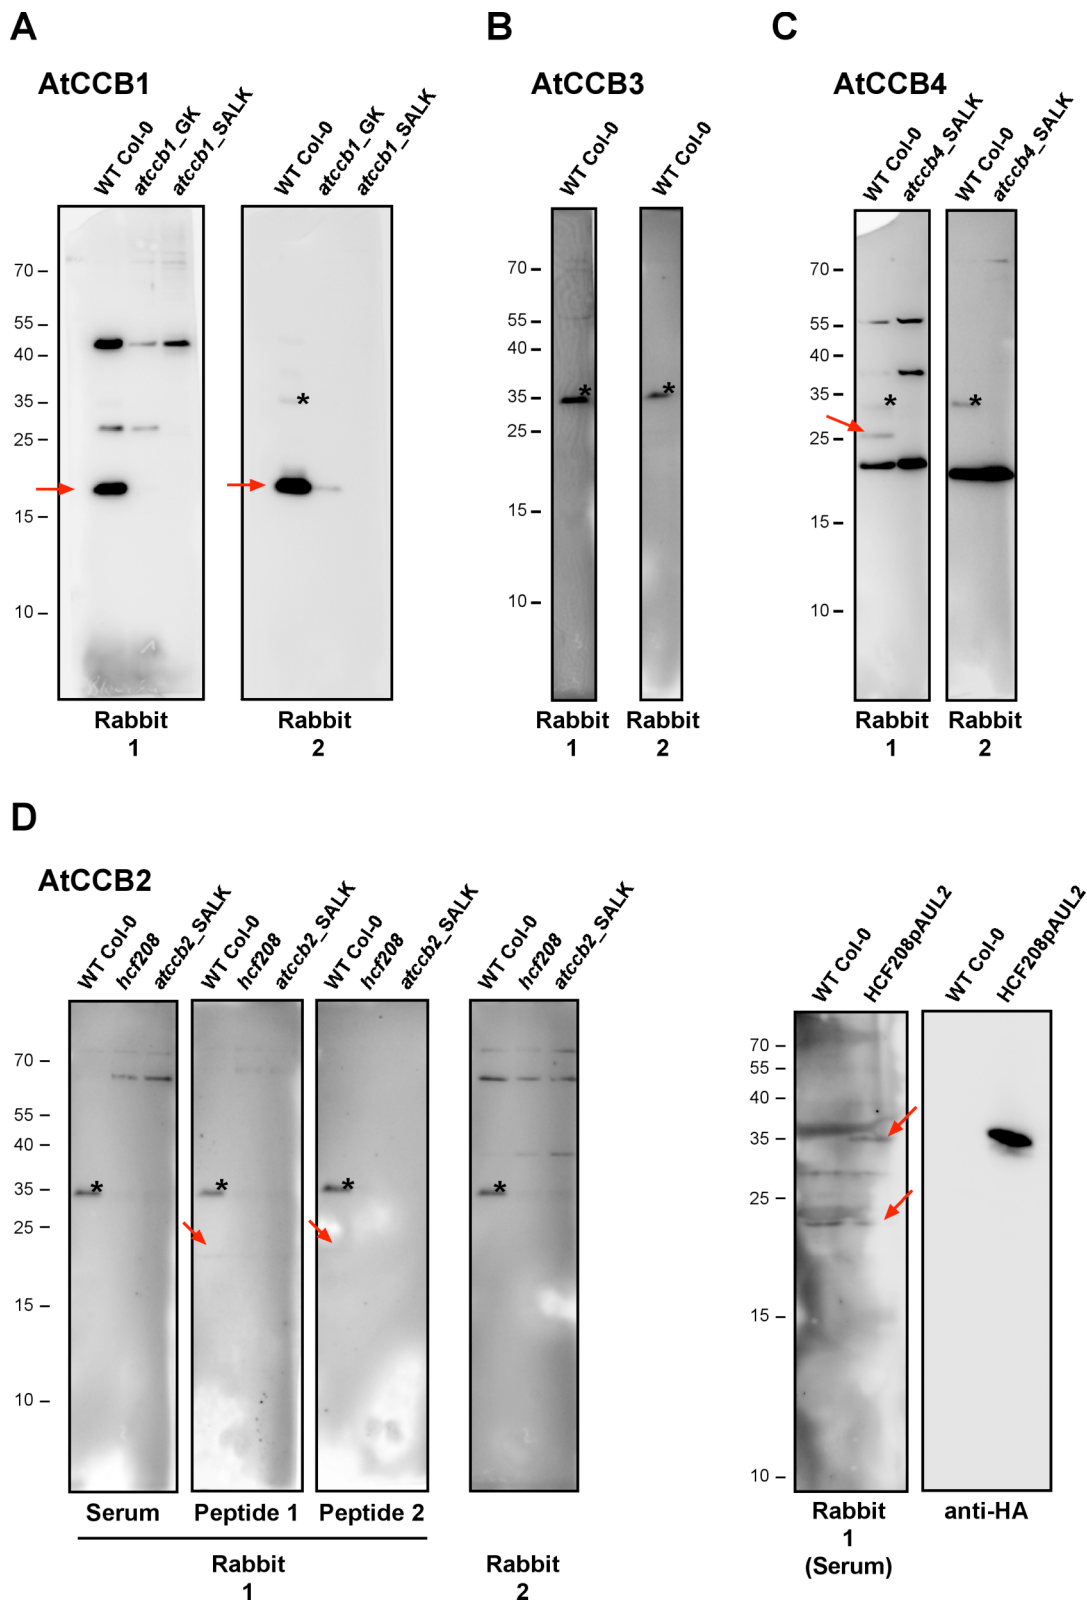 A
AtCCB1
WT Col-0
atccb1_GK
atccb1_SALK
WT Col-0
atccb1_GK
atccb1_SALK
70 –
55 –
40 –
35 –
25 –
15 –
10 –
*
Rabbit
1
Rabbit
2
B
AtCCB3
WT Col-0
WT Col-0
70 –
55 –
40 –
35 –
25 –
15 –
10 –
*
*
Rabbit
1
Rabbit
2
C
AtCCB4
WT Col-0
atccb4_SALK
WT Col-0
atccb4_SALK
70 –
55 –
40 –
35 –
25 –
15 –
10 –
*
*
Rabbit
1
Rabbit
2
D
AtCCB2
WT Col-0
hcf208
atccb2_SALK
WT Col-0
hcf208
atccb2_SALK
WT Col-0
hcf208
atccb2_SALK
WT Col-0
hcf208
atccb2_SALK
70 –
55 –
40 –
35 –
25 –
15 –
10 –
*
*
*
*
Serum
Peptide 1
Peptide 2
Rabbit
1
Rabbit
2
WT Col-0
HCF208pAUL2
WT Col-0
HCF208pAUL2
70 –
55 –
40 –
35 –
25 –
15 –
10 –
Rabbit
1
(Serum)
anti-HA